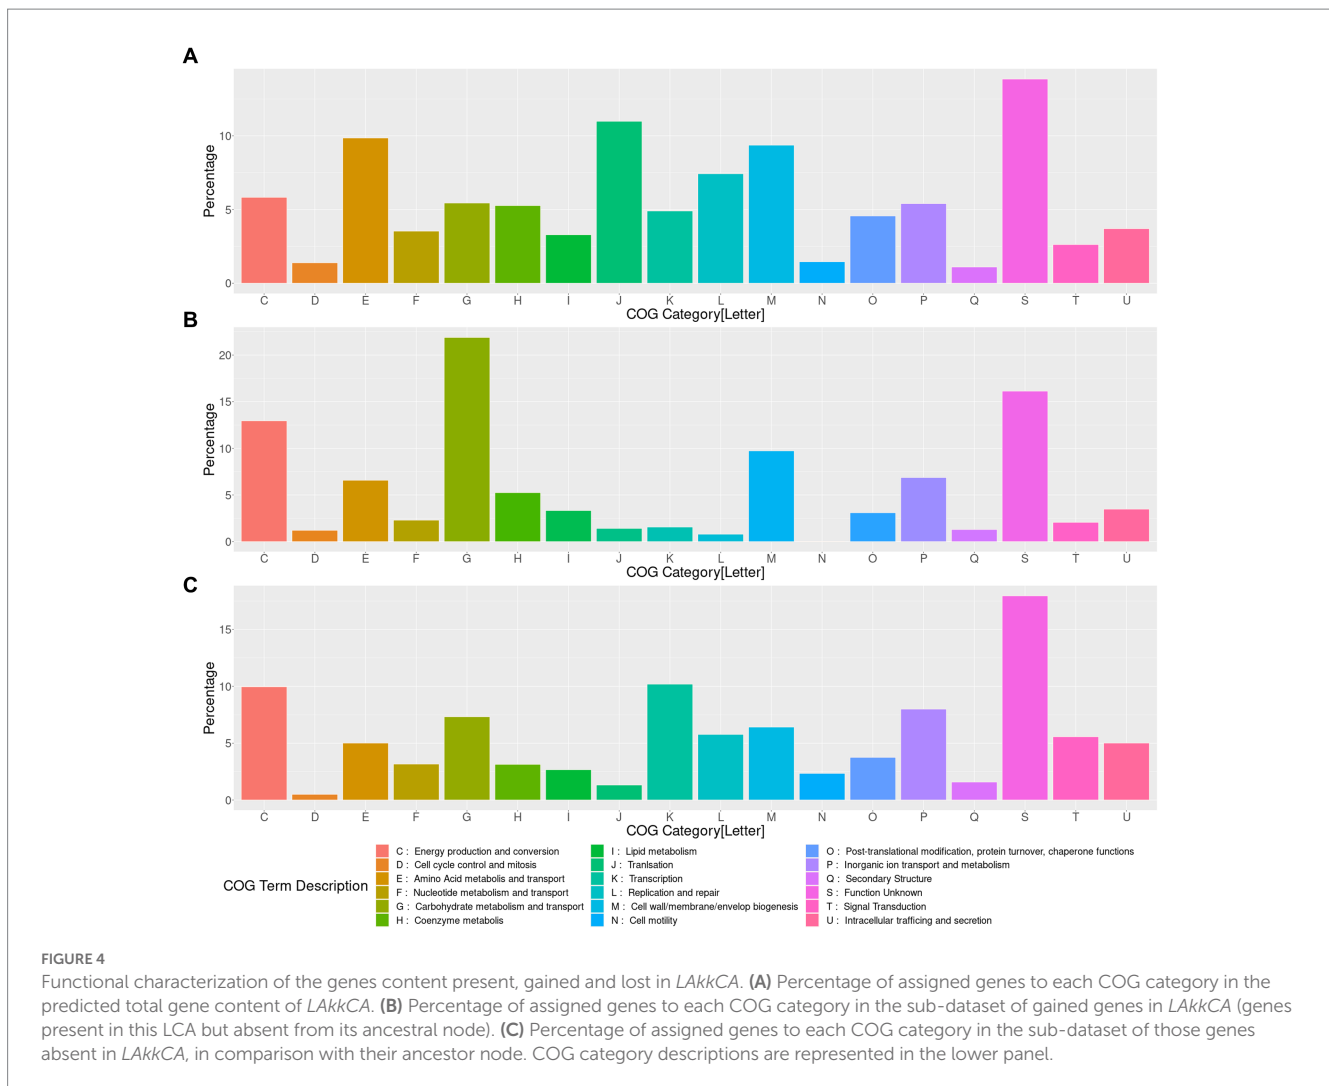 A
Percentage
10
5
0
C D E F G H I J K L M N O P Q S T U
COG Category[Letter]
B
Percentage
20
15
10
5
0
C D E F G H I J K L M N O P Q S T U
COG Category[Letter]
C
Percentage
15
10
5
0
C D E F G H I J K L M N O P Q S T U
COG Category[Letter]
COG Term Description
C : Energy production and conversion
D : Cell cycle control and mitosis
E : Amino Acid metabolis and transport
F : Nucleotide metabolism and transport
G : Carbohydrate metabolism and transport
H : Coenzyme metabolis
I : Lipid metabolism
J : Tranlsation
K : Transcription
L : Replication and repair
M : Cell wall/membrane/envelop biogenesis
N : Cell motility
O : Post-translational modification, protein turnover, chaperone functions
P : Inorganic ion transport and metabolism
Q : Secondary Structure
S : Function Unknown
T : Signal Transduction
U : Intracellular trafficing and secretion
FIGURE 4
Functional characterization of the genes content present, gained and lost in LAkkCA. (A) Percentage of assigned genes to each COG category in the
predicted total gene content of LAkkCA. (B) Percentage of assigned genes to each COG category in the sub-dataset of gained genes in LAkkCA (genes
present in this LCA but absent from its ancestral node). (C) Percentage of assigned genes to each COG category in the sub-dataset of those genes
absent in LAkkCA, in comparison with their ancestor node. COG category descriptions are represented in the lower panel.